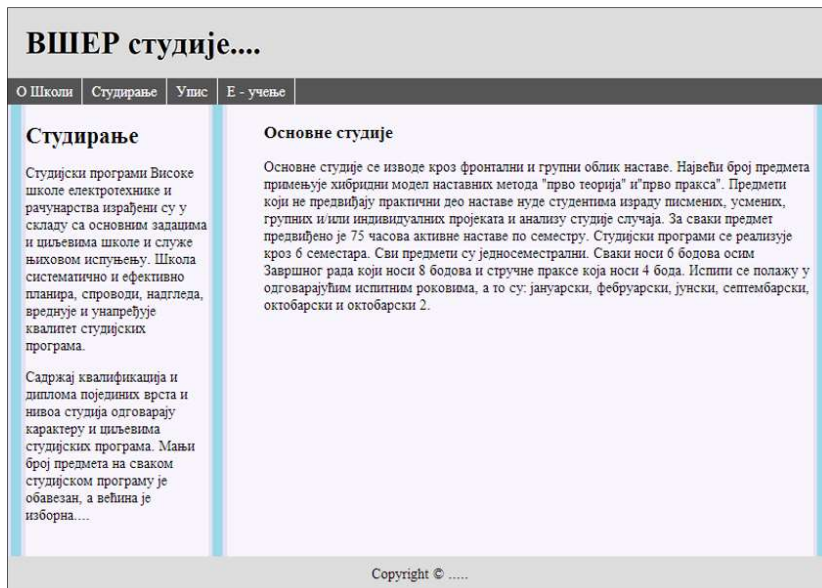 ВШЕР студије....
О Школи Студирање Упис Е - учење
Студирање
Студијски програми Високе
школе електротехнике и
рачунарства израђени су у
складу са основним задацима
и циљевима школе и служе
њиховом испуњењу. Школа
систематично и ефективно
планира, спроводи, надгледа,
вреднује и унапређује
квалитет студијских
програма.
Садржај квалификација и
диплома појединих врста и
нивоа студија одговарају
карактеру и циљевима
студијских програма. Мањи
број предмета на сваком
студијском програму је
обавезан, а већина је
изборна....
Основне студије
Основне студије се изводе кроз фронтални и групни облик наставе. Највећи број предмета
примењује хибридни модел наставних метода "прво теорија" и"прво пракса". Предмети
који не предвиђају практични део наставе нуде студентима израду писмених, усмених,
групних и/или индивидуалних пројеката и анализу студије случаја. За сваки предмет
предвиђено је 75 часова активне наставе по семестру. Студијски програми се реализује
кроз 6 семестара. Сви предмети су једносеместрални. Сваки носи 6 бодова осим
Завршног рада који носи 8 бодова и стручне праксе која носи 4 бода. Испити се полажу у
одговарајућим испитним роковима, а то су: јануарски, фебруарски, јунски, септембарски,
октобарски и октобарски 2.
Copyright © .....